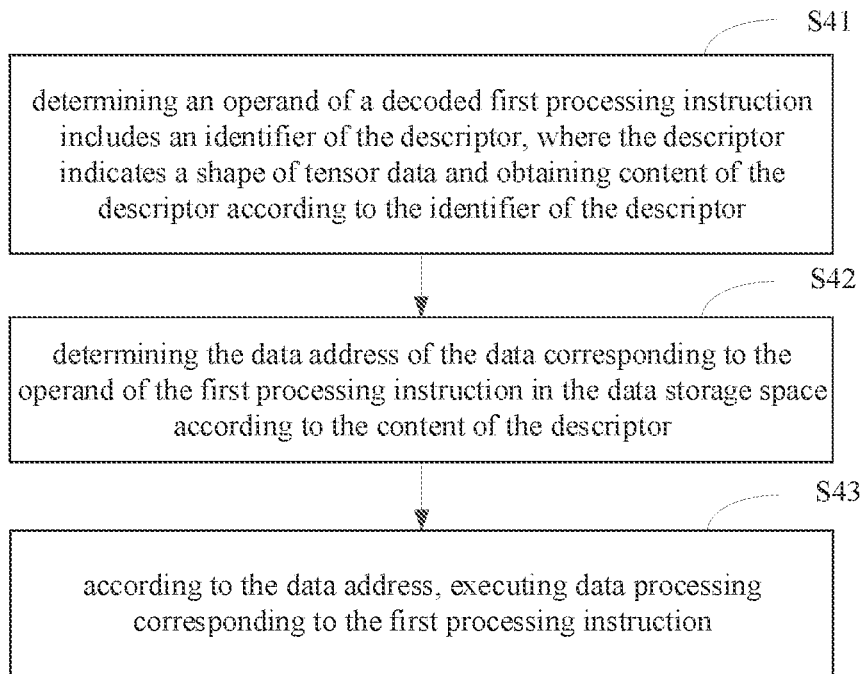 S41
determining an operand of a decoded first processing instruction
includes an identifier of the descriptor, where the descriptor
indicates a shape of tensor data and obtaining content of the
descriptor according to the identifier of the descriptor
S42
determining the data address of the data corresponding to the
operand of the first processing instruction in the data storage space
according to the content of the descriptor
S43
according to the data address, executing data processing
corresponding to the first processing instruction